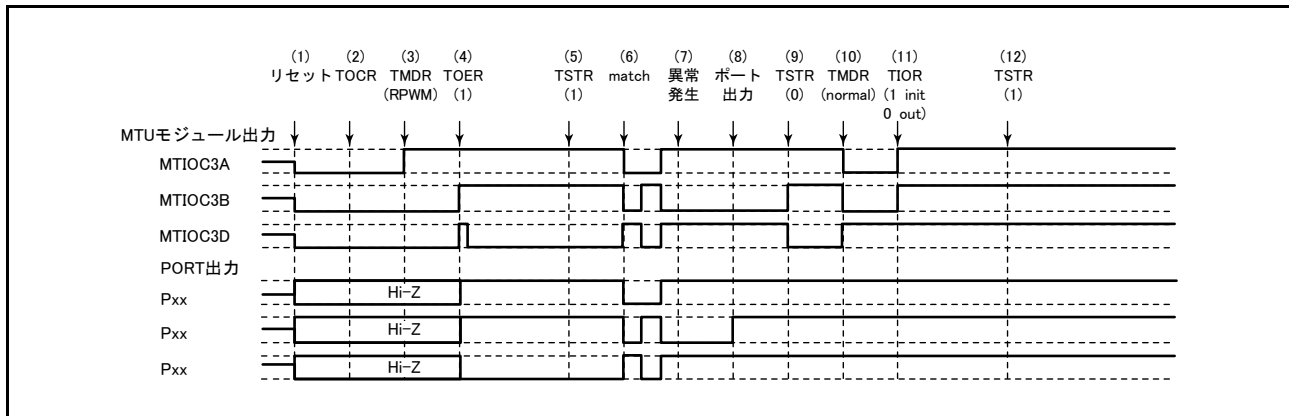 (1) (2) (3) (4) (5) (6) (7) (8) (9) (10) (11) (12)
リセット TOCR TMDR TOER TSTR match 異常 ポート TSTR TMDR TIOR TSTR
(RPWM) (1) (1) 発生 出力 (0) (normal) (1 init (1)
0 out)
MTUモジュール出力
MTIOC3A
MTIOC3B
MTIOC3D
PORT出力
Pxx Hi-Z
Pxx Hi-Z
Pxx Hi-Z